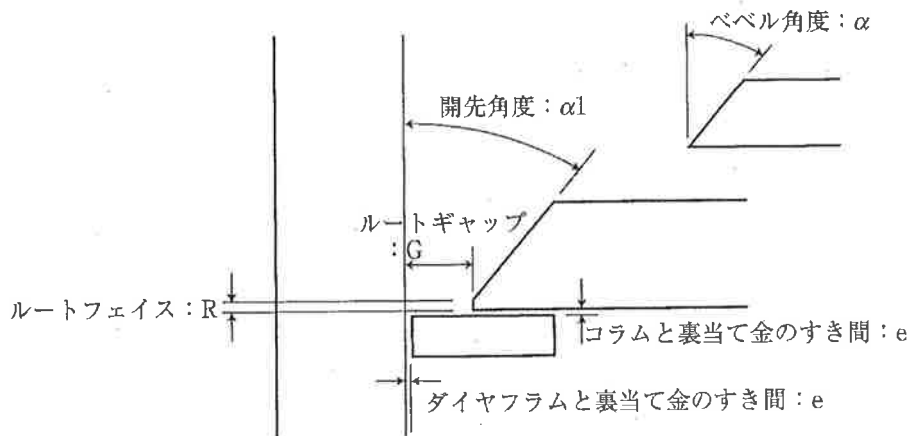 ベベル角度：α
開先角度：α1
ルートギャップ
：G
ルートフェイス：R
コラムと裏当て金のすき間：e
ダイヤフラムと裏当て金のすき間：e